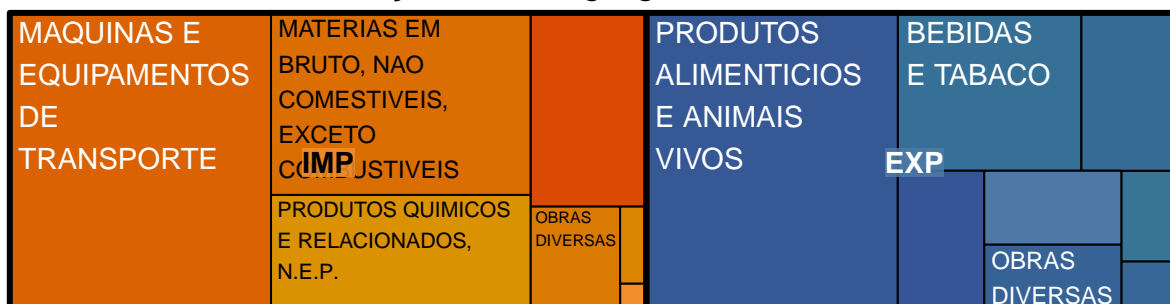 MAQUINAS E
EQUIPAMENTOS
DE
TRANSPORTE
MATERIAS EM
BRUTO, NAO
COMESTIVEIS,
EXCETO
COMBUSTIVEIS
IMP
PRODUTOS QUIMICOS
E RELACIONADOS,
N.E.P.
OBRAS
DIVERSAS
PRODUTOS
ALIMENTICIOS
E ANIMAIS
VIVOS
BEBIDAS
E TABACO
EXP
OBRAS
DIVERSAS